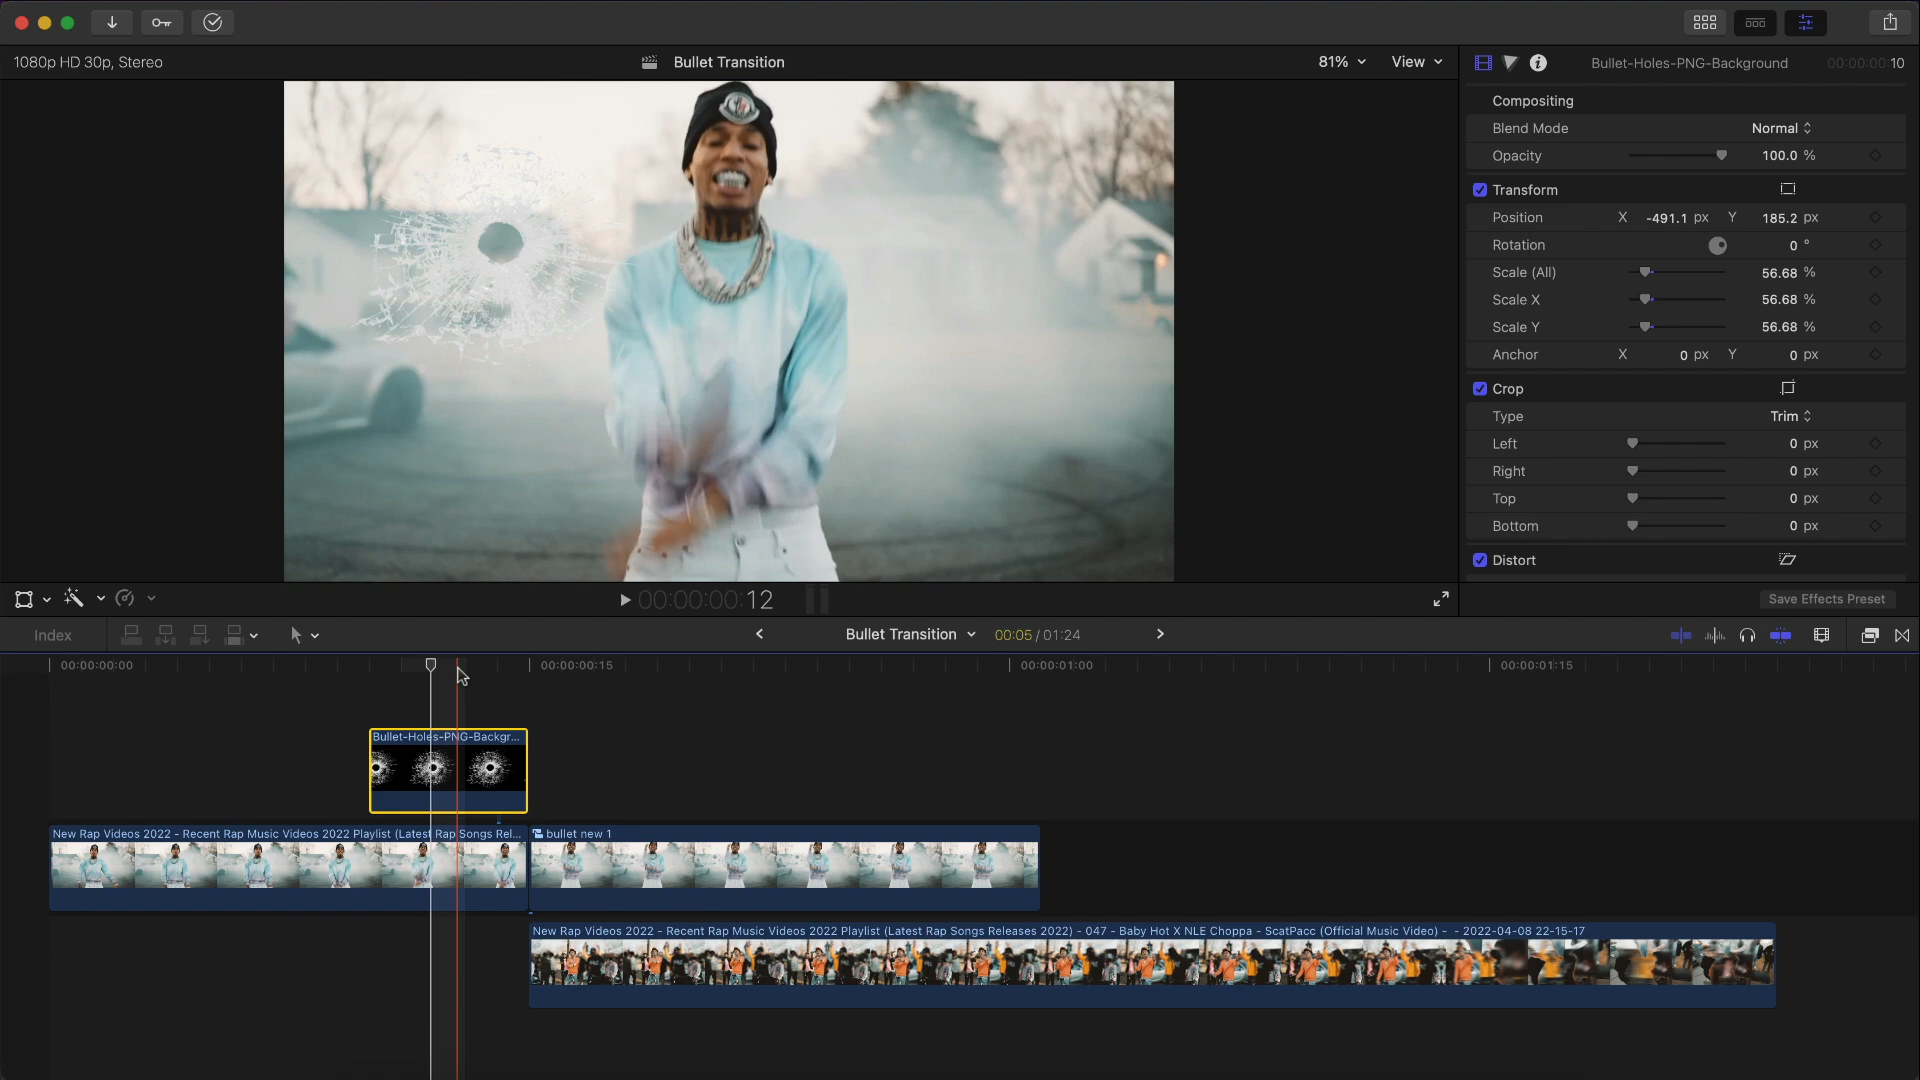 1080p HD 30p, Stereo
Bullet Transition
81%
View
Bullet-Holes-PNG-Background
00:00:00:10
Compositing
Blend Mode Normal
Opacity 100.0 %
Transform
Position X -491.1 px Y 185.2 px
Rotation 0 °
Scale (All) 56.68 %
Scale X 56.68 %
Scale Y 56.68 %
Anchor X 0 px Y 0 px
Crop
Type Trim
Left 0 px
Right 0 px
Top 0 px
Bottom 0 px
Distort
00:00:00:12
Save Effects Preset
Index
Bullet Transition
00:05 / 01:24
00:00:00:00
00:00:00:15
00:00:01:00
00:00:01:15
Bullet-Holes-PNG-Backgr...
New Rap Videos 2022 - Recent Rap Music Videos 2022 Playlist (Latest Rap Songs Rel...
bullet new 1
New Rap Videos 2022 - Recent Rap Music Videos 2022 Playlist (Latest Rap Songs Releases 2022) - 047 - Baby Hot X NLE Choppa - ScatPacc (Official Music Video) - - 2022-04-08 22-15-17